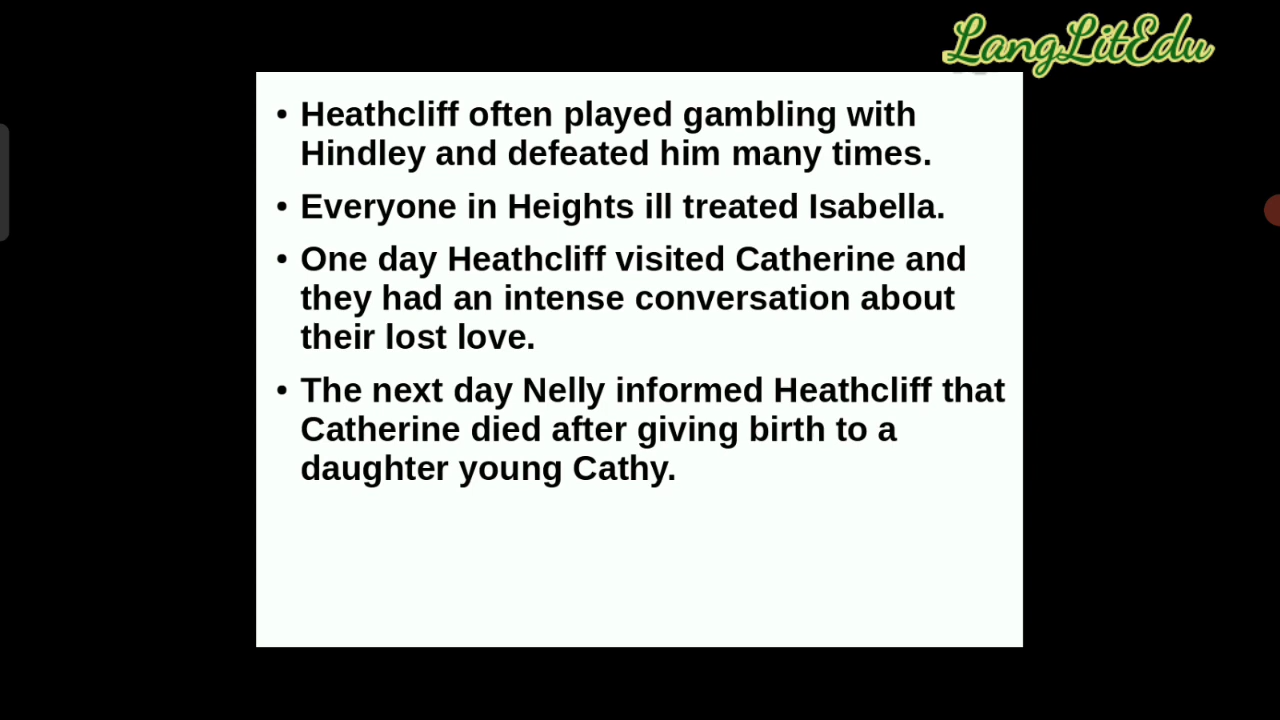 LangLitEdu
• Heathcliff often played gambling with
Hindley and defeated him many times.
• Everyone in Heights ill treated Isabella.
• One day Heathcliff visited Catherine and
they had an intense conversation about
their lost love.
• The next day Nelly informed Heathcliff that
Catherine died after giving birth to a
daughter young Cathy.